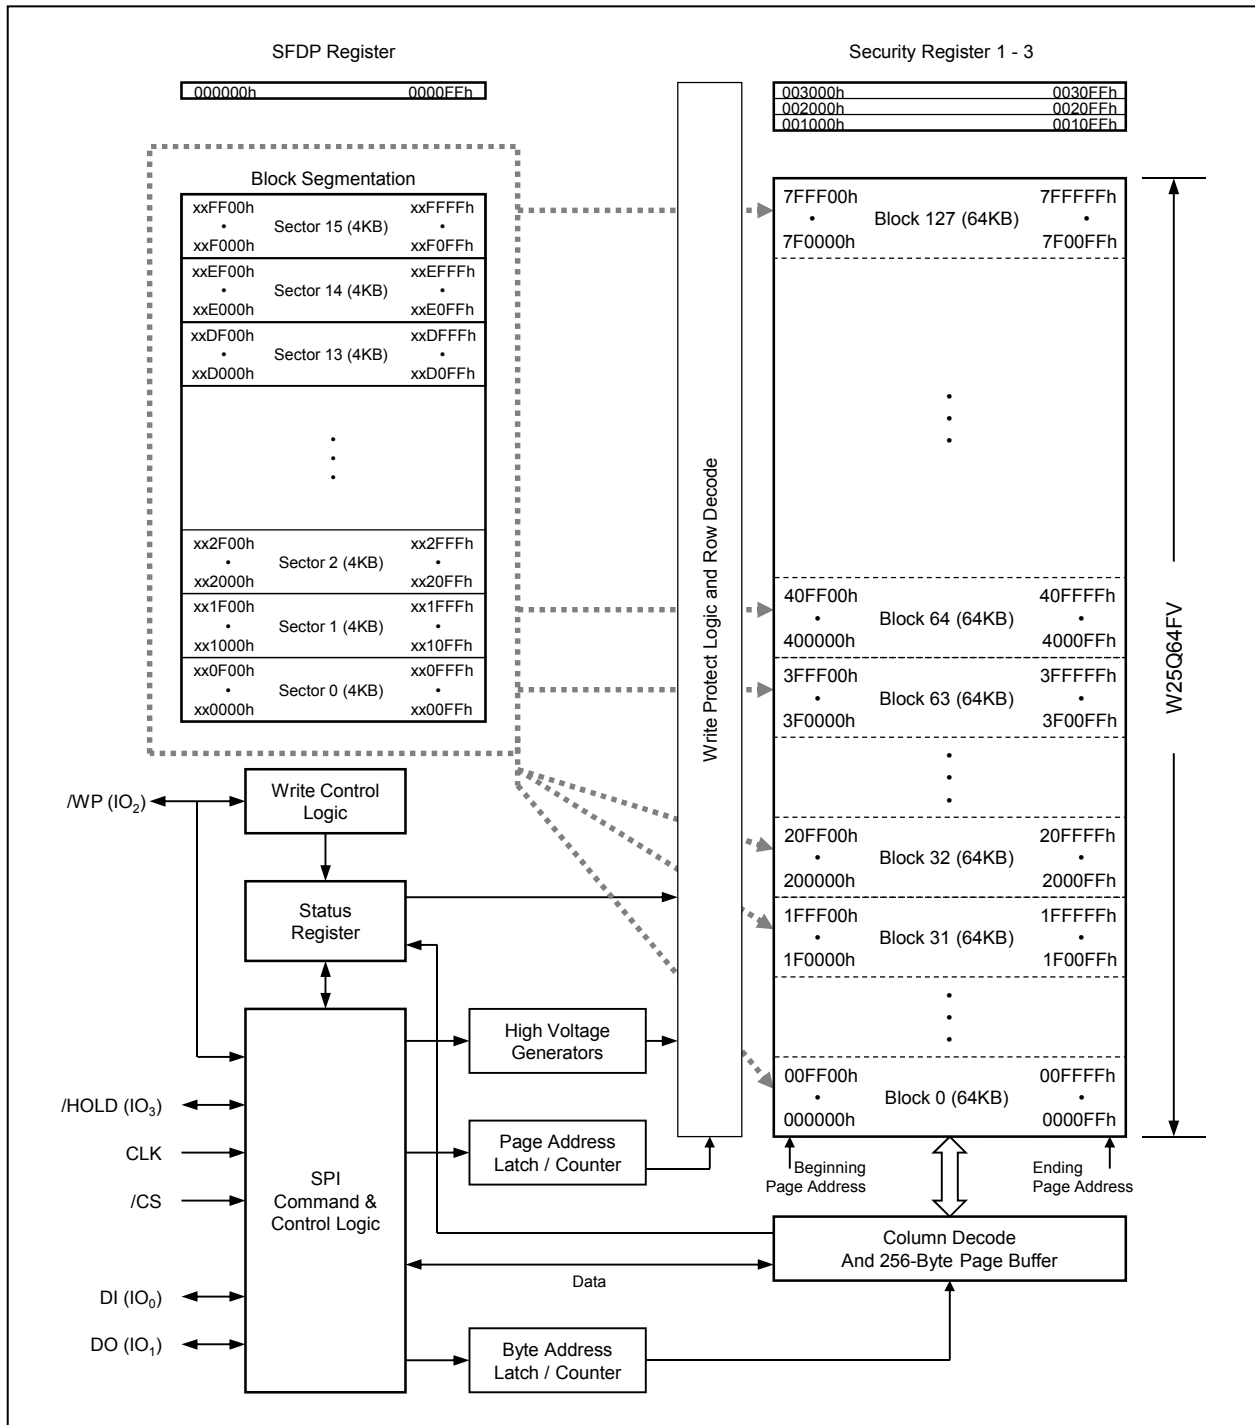 SFDP Register
000000h 0000FFh
Security Register 1 - 3
003000h 0030FFh
002000h 0020FFh
001000h 0010FFh
Block Segmentation
xxFF00h xxFFFFh
• Sector 15 (4KB) •
xxF000h xxF0FFh
xxEF00h xxEFFFh
• Sector 14 (4KB) •
xxE000h xxE0FFh
xxDF00h xxDFFFh
• Sector 13 (4KB) •
xxD000h xxD0FFh
xx2F00h xx2FFFh
• Sector 2 (4KB) •
xx2000h xx20FFh
xx1F00h xx1FFFh
• Sector 1 (4KB) •
xx1000h xx10FFh
xx0F00h xx0FFFh
• Sector 0 (4KB) •
xx0000h xx00FFh
Write Protect Logic and Row Decode
7FFF00h 7FFFFFh
• Block 127 (64KB) •
7F0000h 7F00FFh
40FF00h 40FFFFh
• Block 64 (64KB) •
400000h 4000FFh
3FFF00h 3FFFFFh
• Block 63 (64KB) •
3F0000h 3F00FFh
20FF00h 20FFFFh
• Block 32 (64KB) •
200000h 2000FFh
1FFF00h 1FFFFFh
• Block 31 (64KB) •
1F0000h 1F00FFh
00FF00h 00FFFFh
• Block 0 (64KB) •
000000h 0000FFh
W25Q64FV
Beginning
Page Address
Ending
Page Address
/WP (IO₂)
Write Control
Logic
Status
Register
High Voltage
Generators
/HOLD (IO₃)
CLK
/CS
DI (IO₀)
DO (IO₁)
SPI
Command &
Control Logic
Page Address
Latch / Counter
Column Decode
And 256-Byte Page Buffer
Data
Byte Address
Latch / Counter